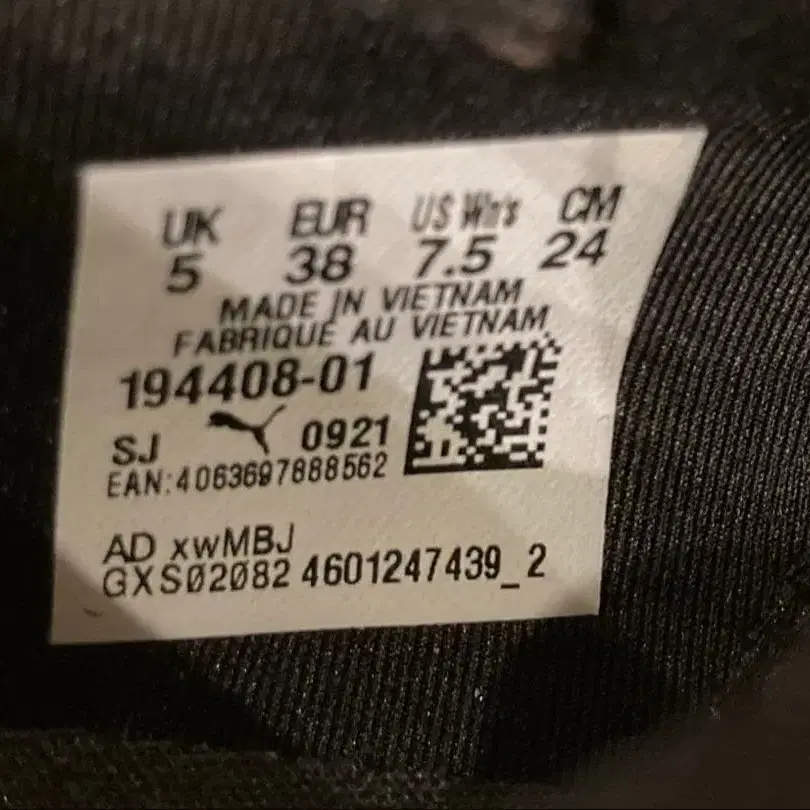 UK EUR US Wn's CM
5 38 7.5 24
MADE IN VIETNAM
FABRIQUÉ AU VIETNAM
194408-01
SJ 0921
EAN:4063697888562
AD xwMBJ
GXS02082 4601247439_2